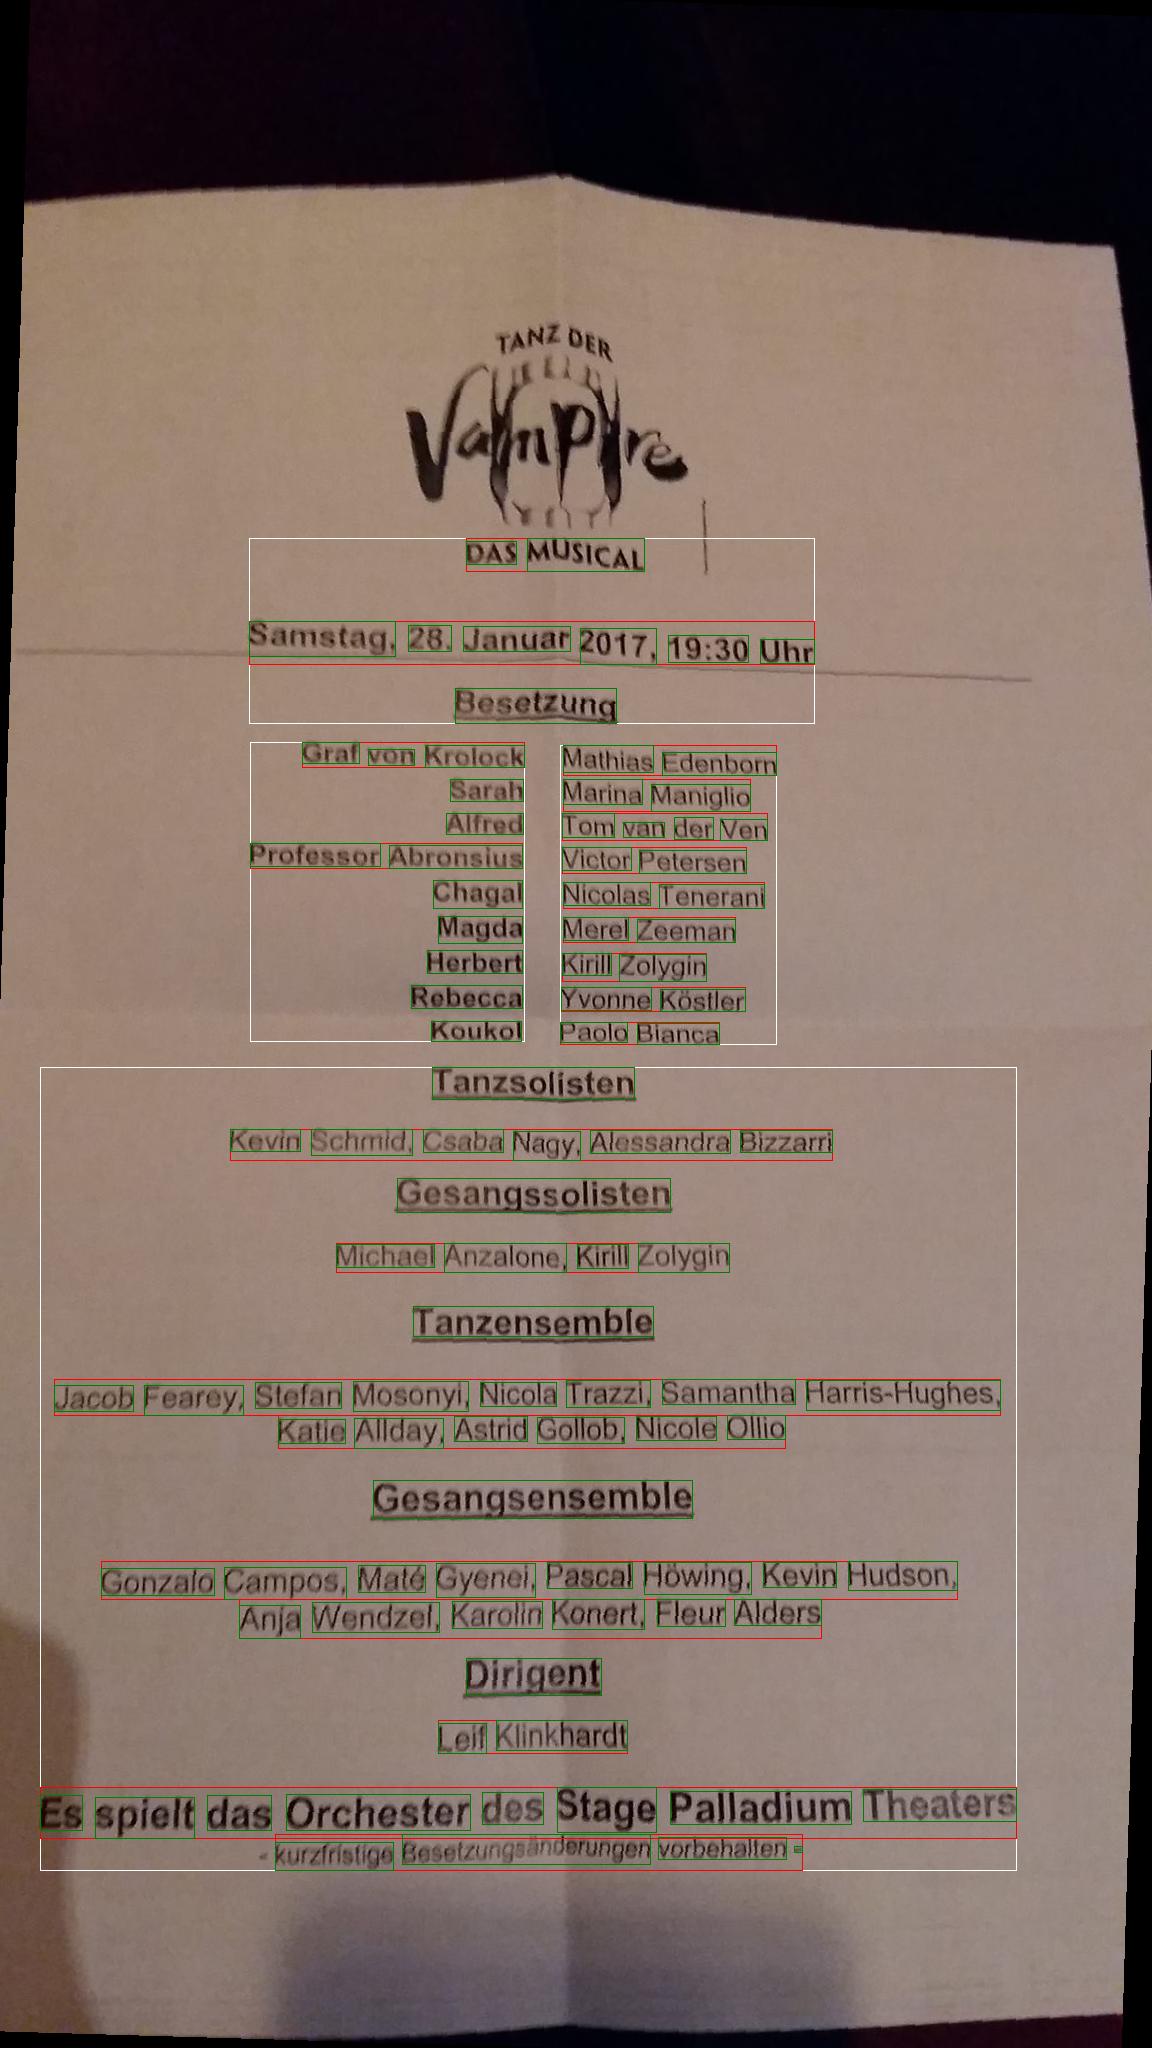 TANZ DER
Vampire
DAS MUSICAL
Samstag, 28. Januar 2017, 19:30 Uhr
Besetzung
Graf von Krolock Mathias Edenborn
Sarah Marina Maniglio
Alfred Tom van der Ven
Professor Abronsius Victor Petersen
Chagal Nicolas Tenerani
Magda Merel Zeeman
Herbert Kirill Zolygin
Rebecca Yvonne Köstler
Koukol Paolo Bianca
Tanzsolisten
Kevin Schmid, Csaba Nagy, Alessandra Bizzarri
Gesangssolisten
Michael Anzalone, Kirill Zolygin
Tanzensemble
Jacob Fearey, Stefan Mosonyi, Nicola Trazzi, Samantha Harris-Hughes,
Katie Allday, Astrid Gollob, Nicole Ollio
Gesangsensemble
Gonzalo Campos, Maté Gyenei, Pascal Höwing, Kevin Hudson,
Anja Wendzel, Karolin Konert, Fleur Alders
Dirigent
Leif Klinkhardt
Es spielt das Orchester des Stage Palladium Theaters
- kurzfristige Besetzungsänderungen vorbehalten -